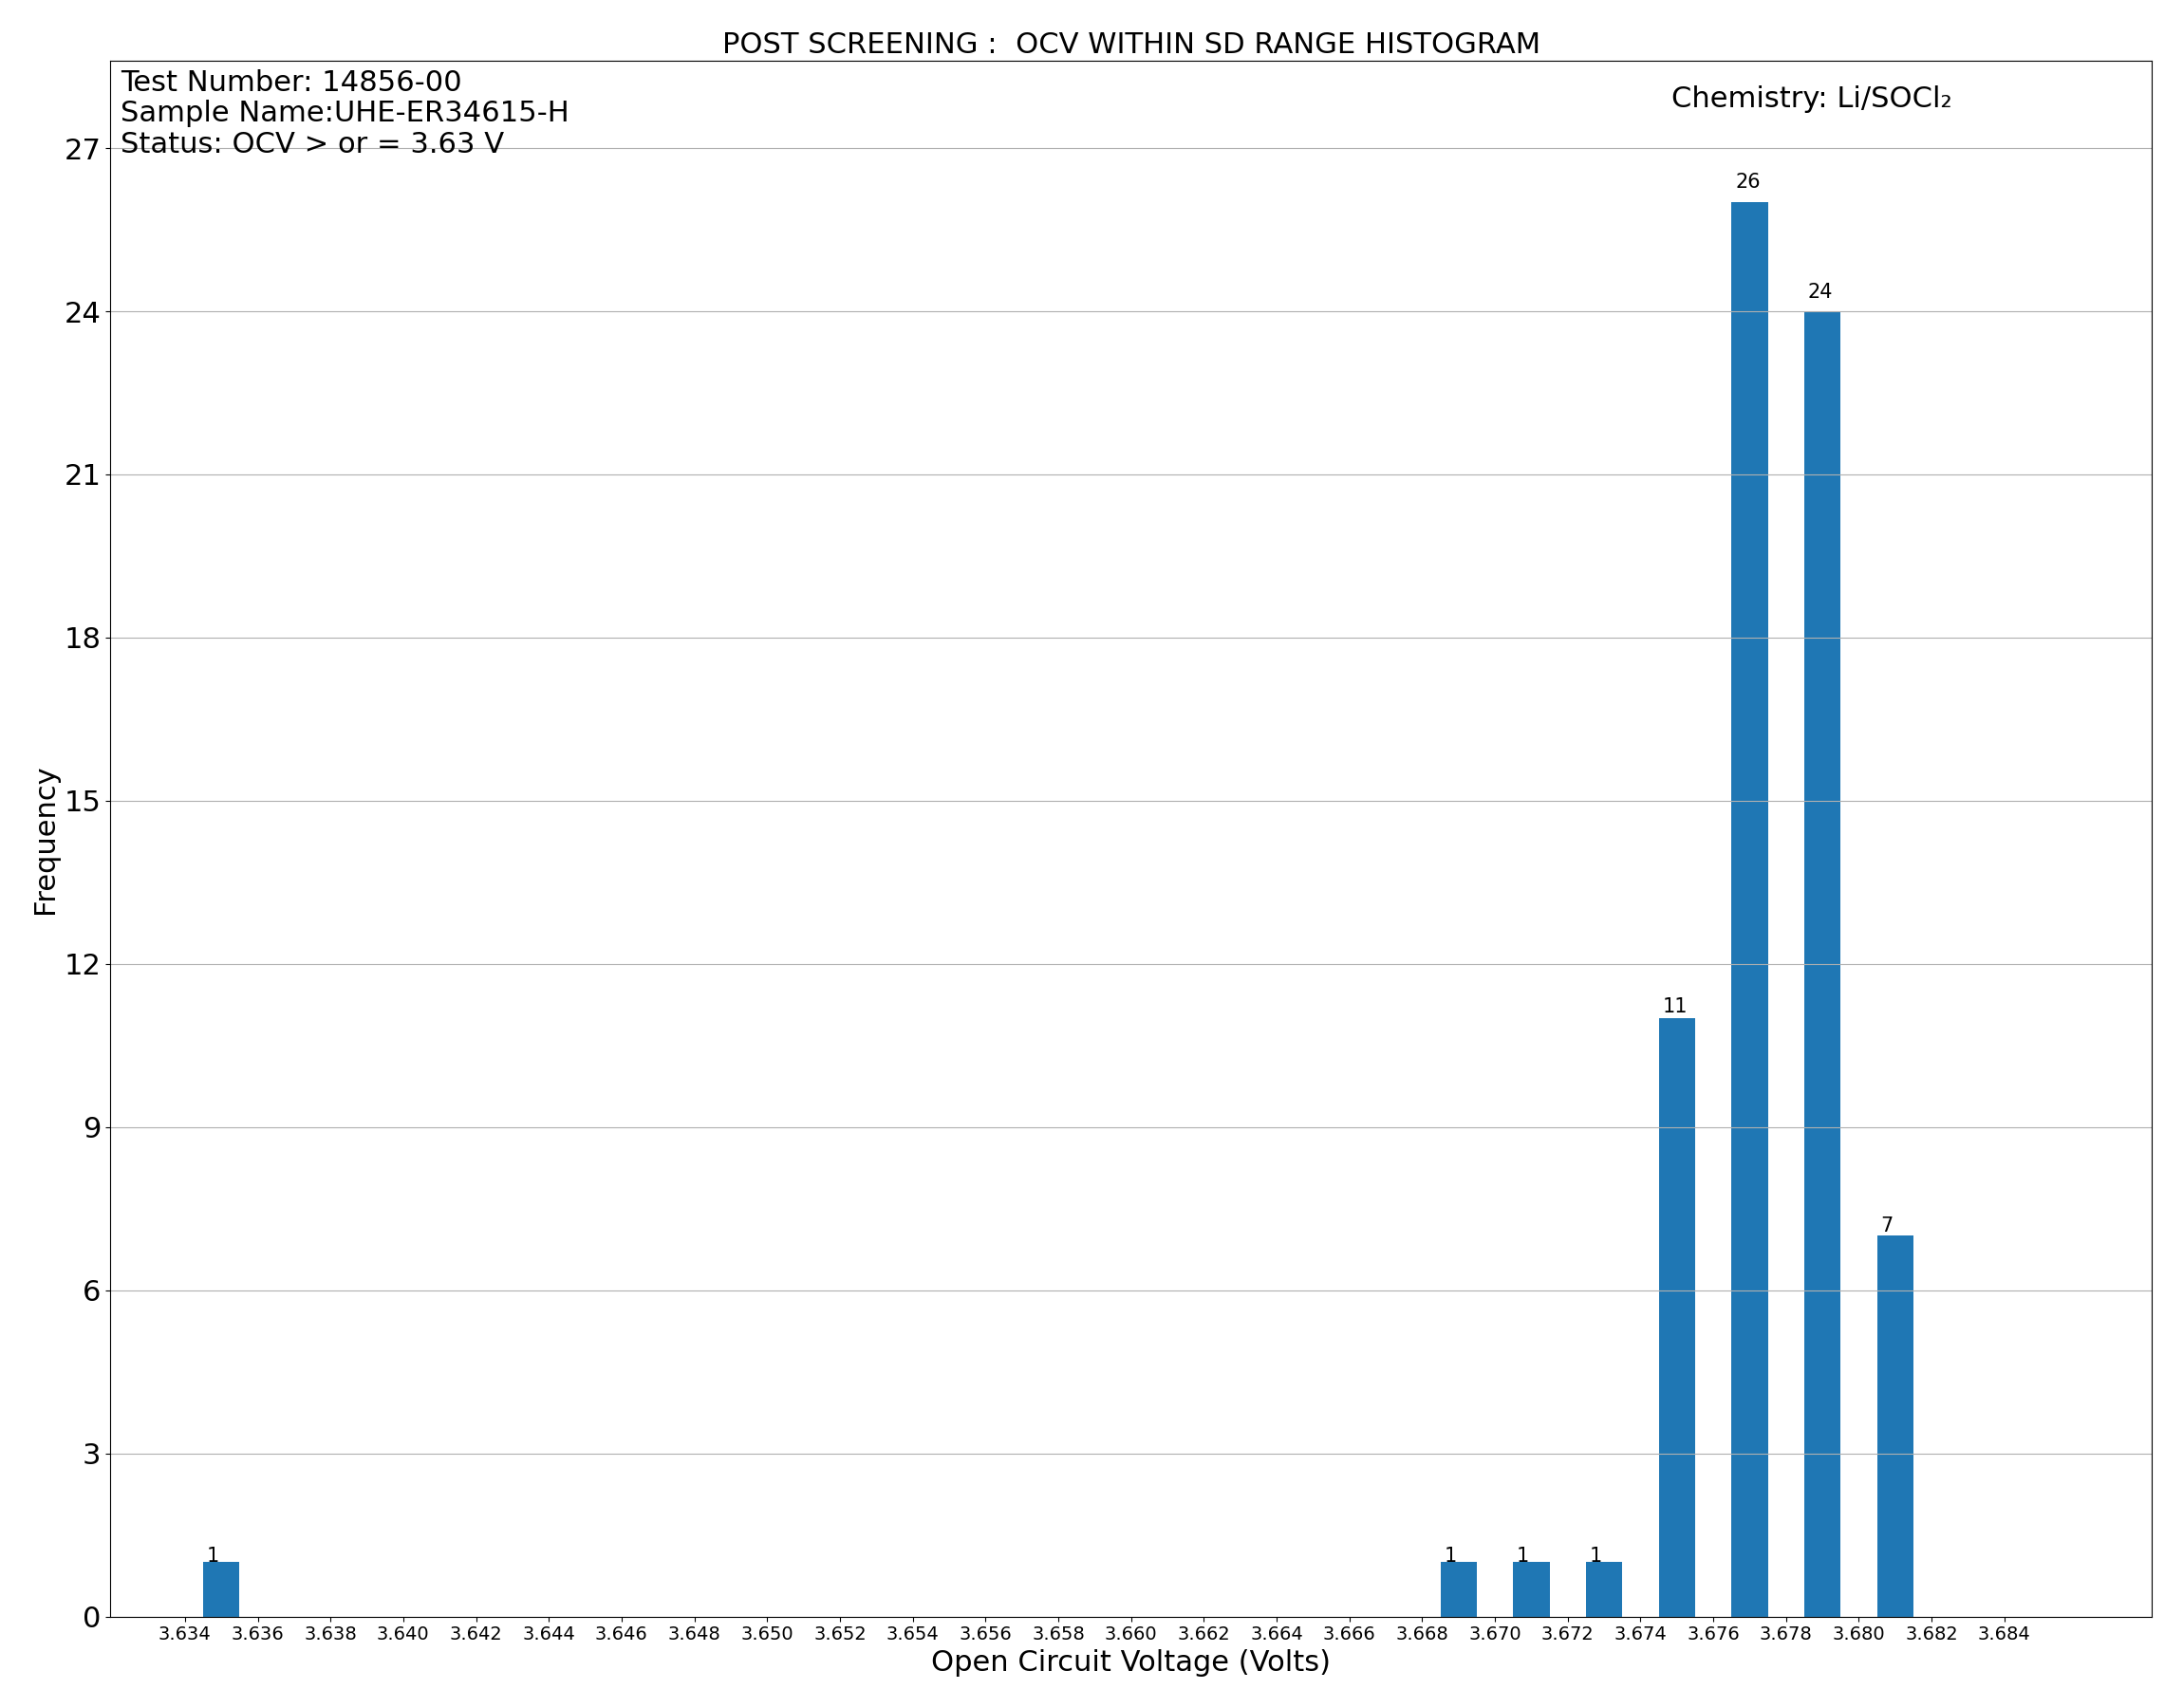 POST SCREENING :  OCV WITHIN SD RANGE HISTOGRAM
Test Number: 14856-00
Sample Name:UHE-ER34615-H
Status: OCV > or = 3.63 V
Chemistry: Li/SOCl₂
27
24
21
18
15
12
9
6
3
0
Frequency
1
1
1
1
11
26
24
7
3.634 3.636 3.638 3.640 3.642 3.644 3.646 3.648 3.650 3.652 3.654 3.656 3.658 3.660 3.662 3.664 3.666 3.668 3.670 3.672 3.674 3.676 3.678 3.680 3.682 3.684
Open Circuit Voltage (Volts)